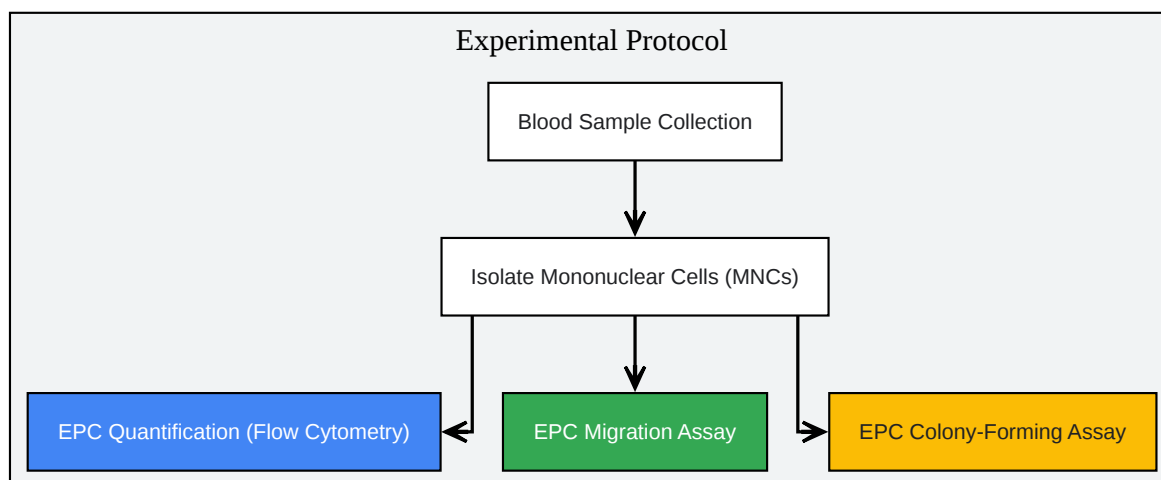 Experimental Protocol
Blood Sample Collection
Isolate Mononuclear Cells (MNCs)
EPC Quantification (Flow Cytometry)
EPC Migration Assay
EPC Colony-Forming Assay